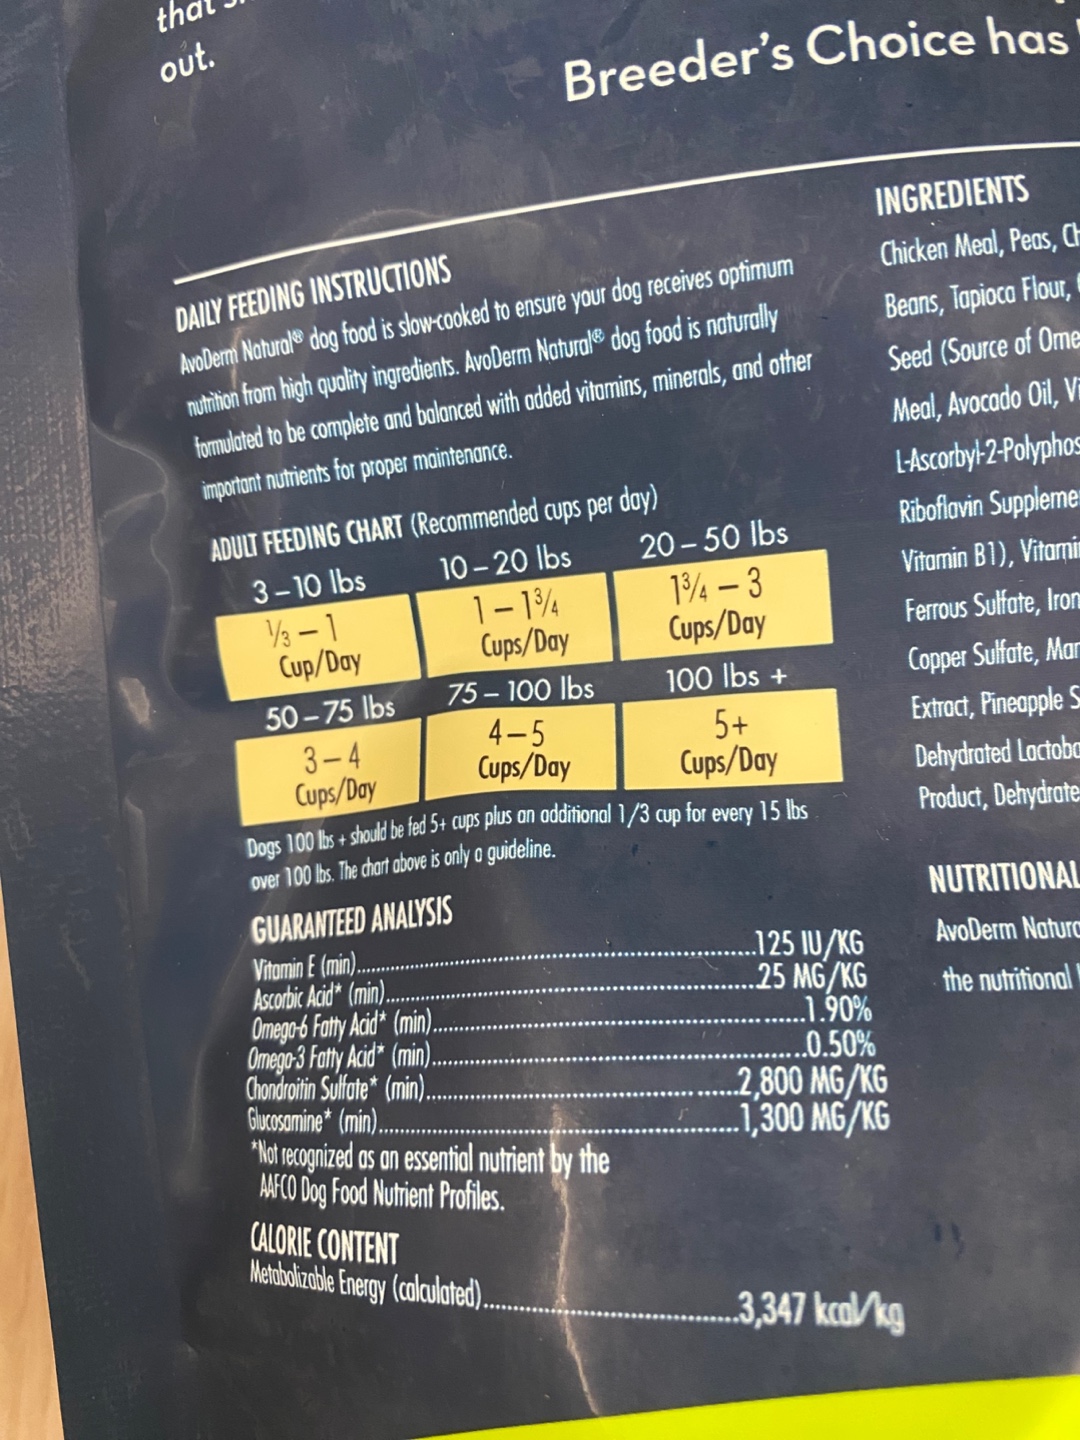 that
out.
Breeder's Choice has
DAILY FEEDING INSTRUCTIONS
AvoDerm Natural® dog food is slow-cooked to ensure your dog receives optimum
nutrition from high quality ingredients. AvoDerm Natural® dog food is naturally
formulated to be complete and balanced with added vitamins, minerals, and other
important nutrients for proper maintenance.
ADULT FEEDING CHART (Recommended cups per day)
3 – 10 lbs 10 – 20 lbs 20 – 50 lbs
⅓ – 1 1 – 1¾ 1¾ – 3
Cup/Day Cups/Day Cups/Day
50 – 75 lbs 75 – 100 lbs 100 lbs +
3 – 4 4 – 5 5+
Cups/Day Cups/Day Cups/Day
Dogs 100 lbs + should be fed 5+ cups plus an additional 1/3 cup for every 15 lbs
over 100 lbs. The chart above is only a guideline.
GUARANTEED ANALYSIS
Vitamin E (min)..........125 IU/KG
Ascorbic Acid* (min)..........25 MG/KG
Omega-6 Fatty Acid* (min)..........1.90%
Omega-3 Fatty Acid* (min)..........0.50%
Chondroitin Sulfate* (min)..........2,800 MG/KG
Glucosamine* (min)..........1,300 MG/KG
*Not recognized as an essential nutrient by the
AAFCO Dog Food Nutrient Profiles.
CALORIE CONTENT
Metabolizable Energy (calculated)..........3,347 kcal/kg
INGREDIENTS
Chicken Meal, Peas, Ch
Beans, Tapioca Flour,
Seed (Source of Ome
Meal, Avocado Oil, Vi
L-Ascorbyl-2-Polyphos
Riboflavin Suppleme
Vitamin B1), Vitami
Ferrous Sulfate, Iron
Copper Sulfate, Man
Extract, Pineapple S
Dehydrated Lactoba
Product, Dehydrate
NUTRITIONAL
AvoDerm Natura
the nutritional